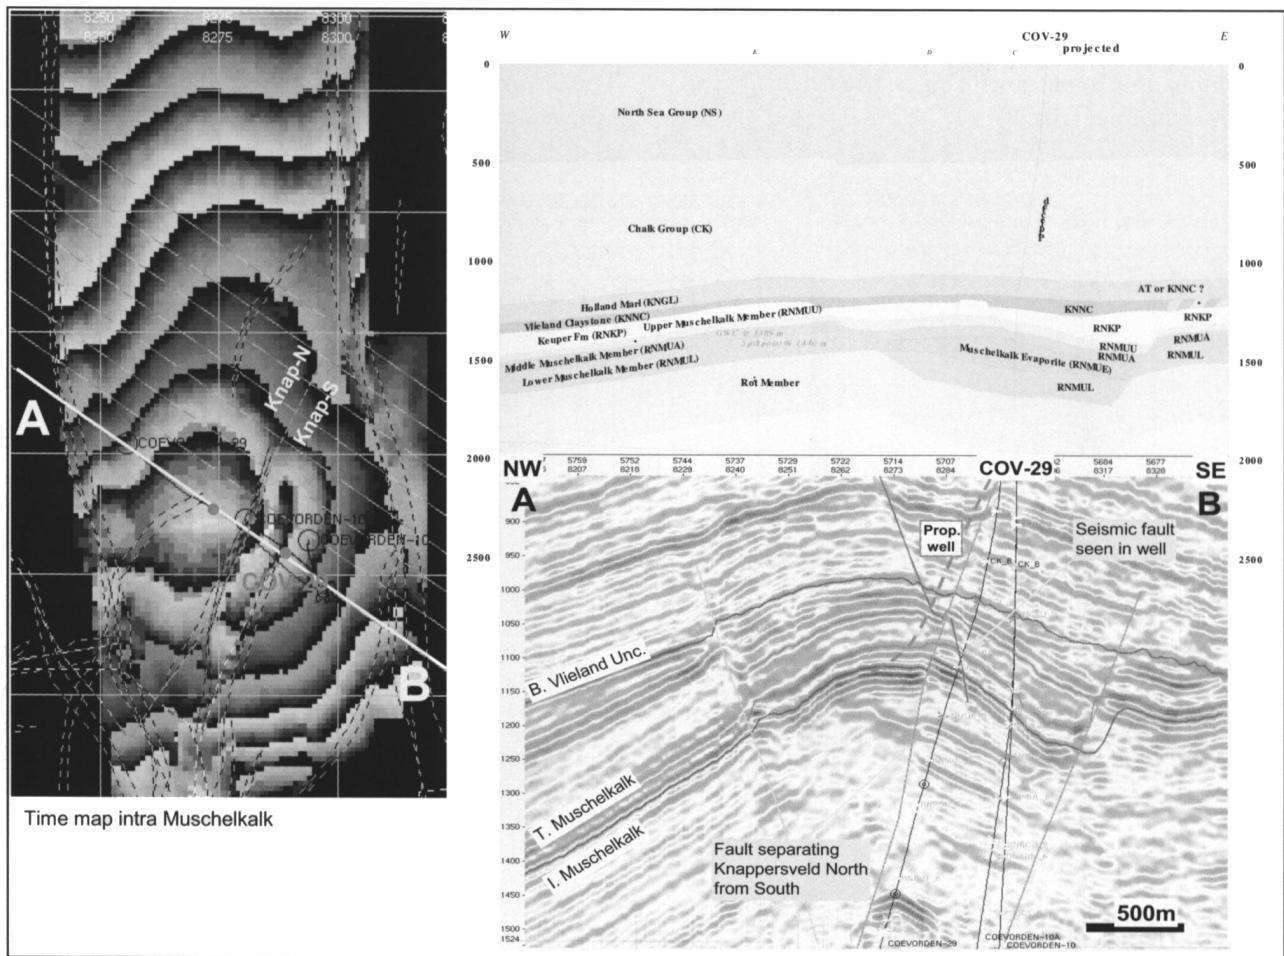 8250
8275
8300
8250
8275
8300
Knap-N
Knap-S
A
COEVORDEN-29
COEVORDEN-10
COEVORDEN-10
COV-
B
Time map intra Muschelkalk
W
COV-29
projected
E
E
D
C
0
0
500
500
1000
1000
1500
1500
2000
2000
2500
2500
North Sea Group (NS)
Chalk Group (CK)
Holland Marl (KNGL)
Vlieland Claystone (KNNC)
Keuper Fm (RNKP)
Upper Muschelkalk Member (RNMUU)
Middle Muschelkalk Member (RNMUA)
Lower Muschelkalk Member (RNMUL)
Rot Member
Muschelkalk Evaporite (RNMUE)
AT or KNNC ?
KNNC
RNKP
RNKP
RNMUU
RNMUA
RNMUA
RNMUL
RNMUL
NW
5759
5752
5744
5737
5729
5722
5714
5707
COV-29
5684
5677
SE
8207
8218
8229
8240
8251
8262
8273
8284
8317
8328
A
B
900
950
1000
1050
1100
1150
1200
1250
1300
1350
1400
1450
1500
1524
Prop.
well
Seismic fault
seen in well
CK_B
CK_B
B. Vlieland Unc.
T. Muschelkalk
I. Muschelkalk
Fault separating
Knappersveld North
from South
500m
COEVORDEN-29
COEVORDEN-10A
COEVORDEN-10